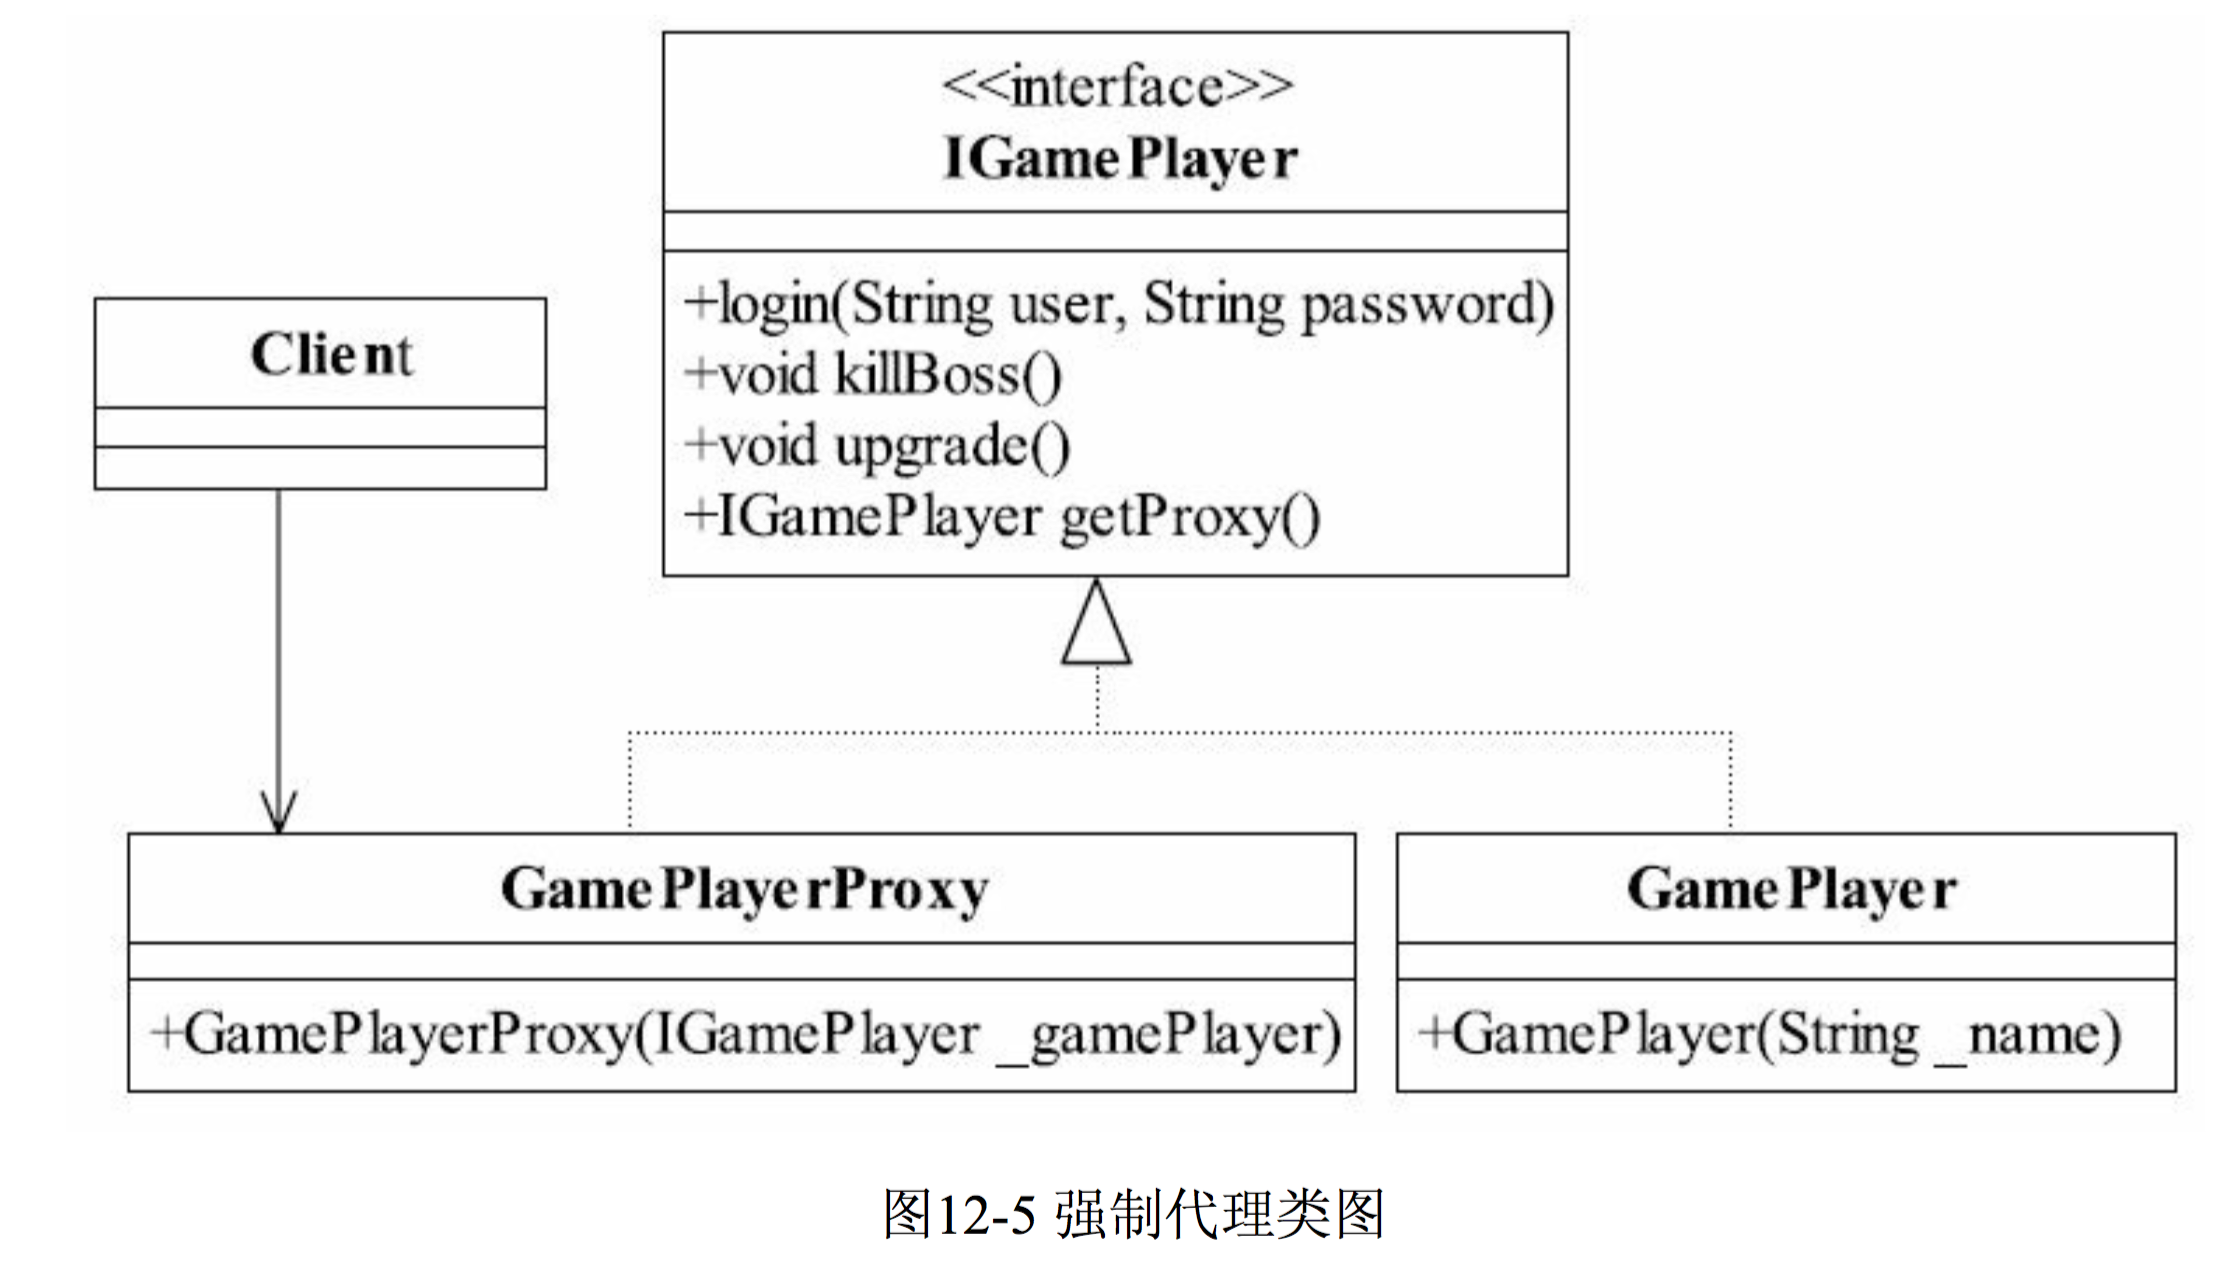 <<interface>>
IGamePlayer
+login(String user, String password)
+void killBoss()
+void upgrade()
+IGamePlayer getProxy()
Client
GamePlayerProxy
+GamePlayerProxy(IGamePlayer _gamePlayer)
GamePlayer
+GamePlayer(String _name)
图12-5 强制代理类图